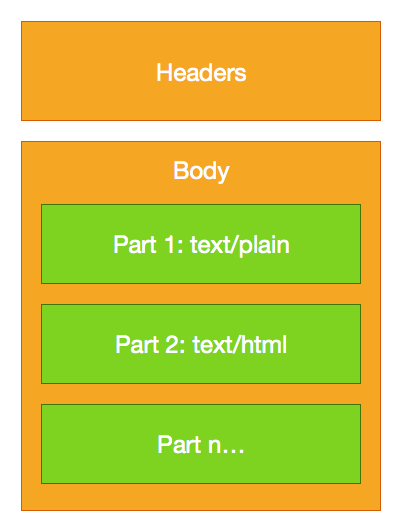 Headers
Body
Part 1: text/plain
Part 2: text/html
Part n…